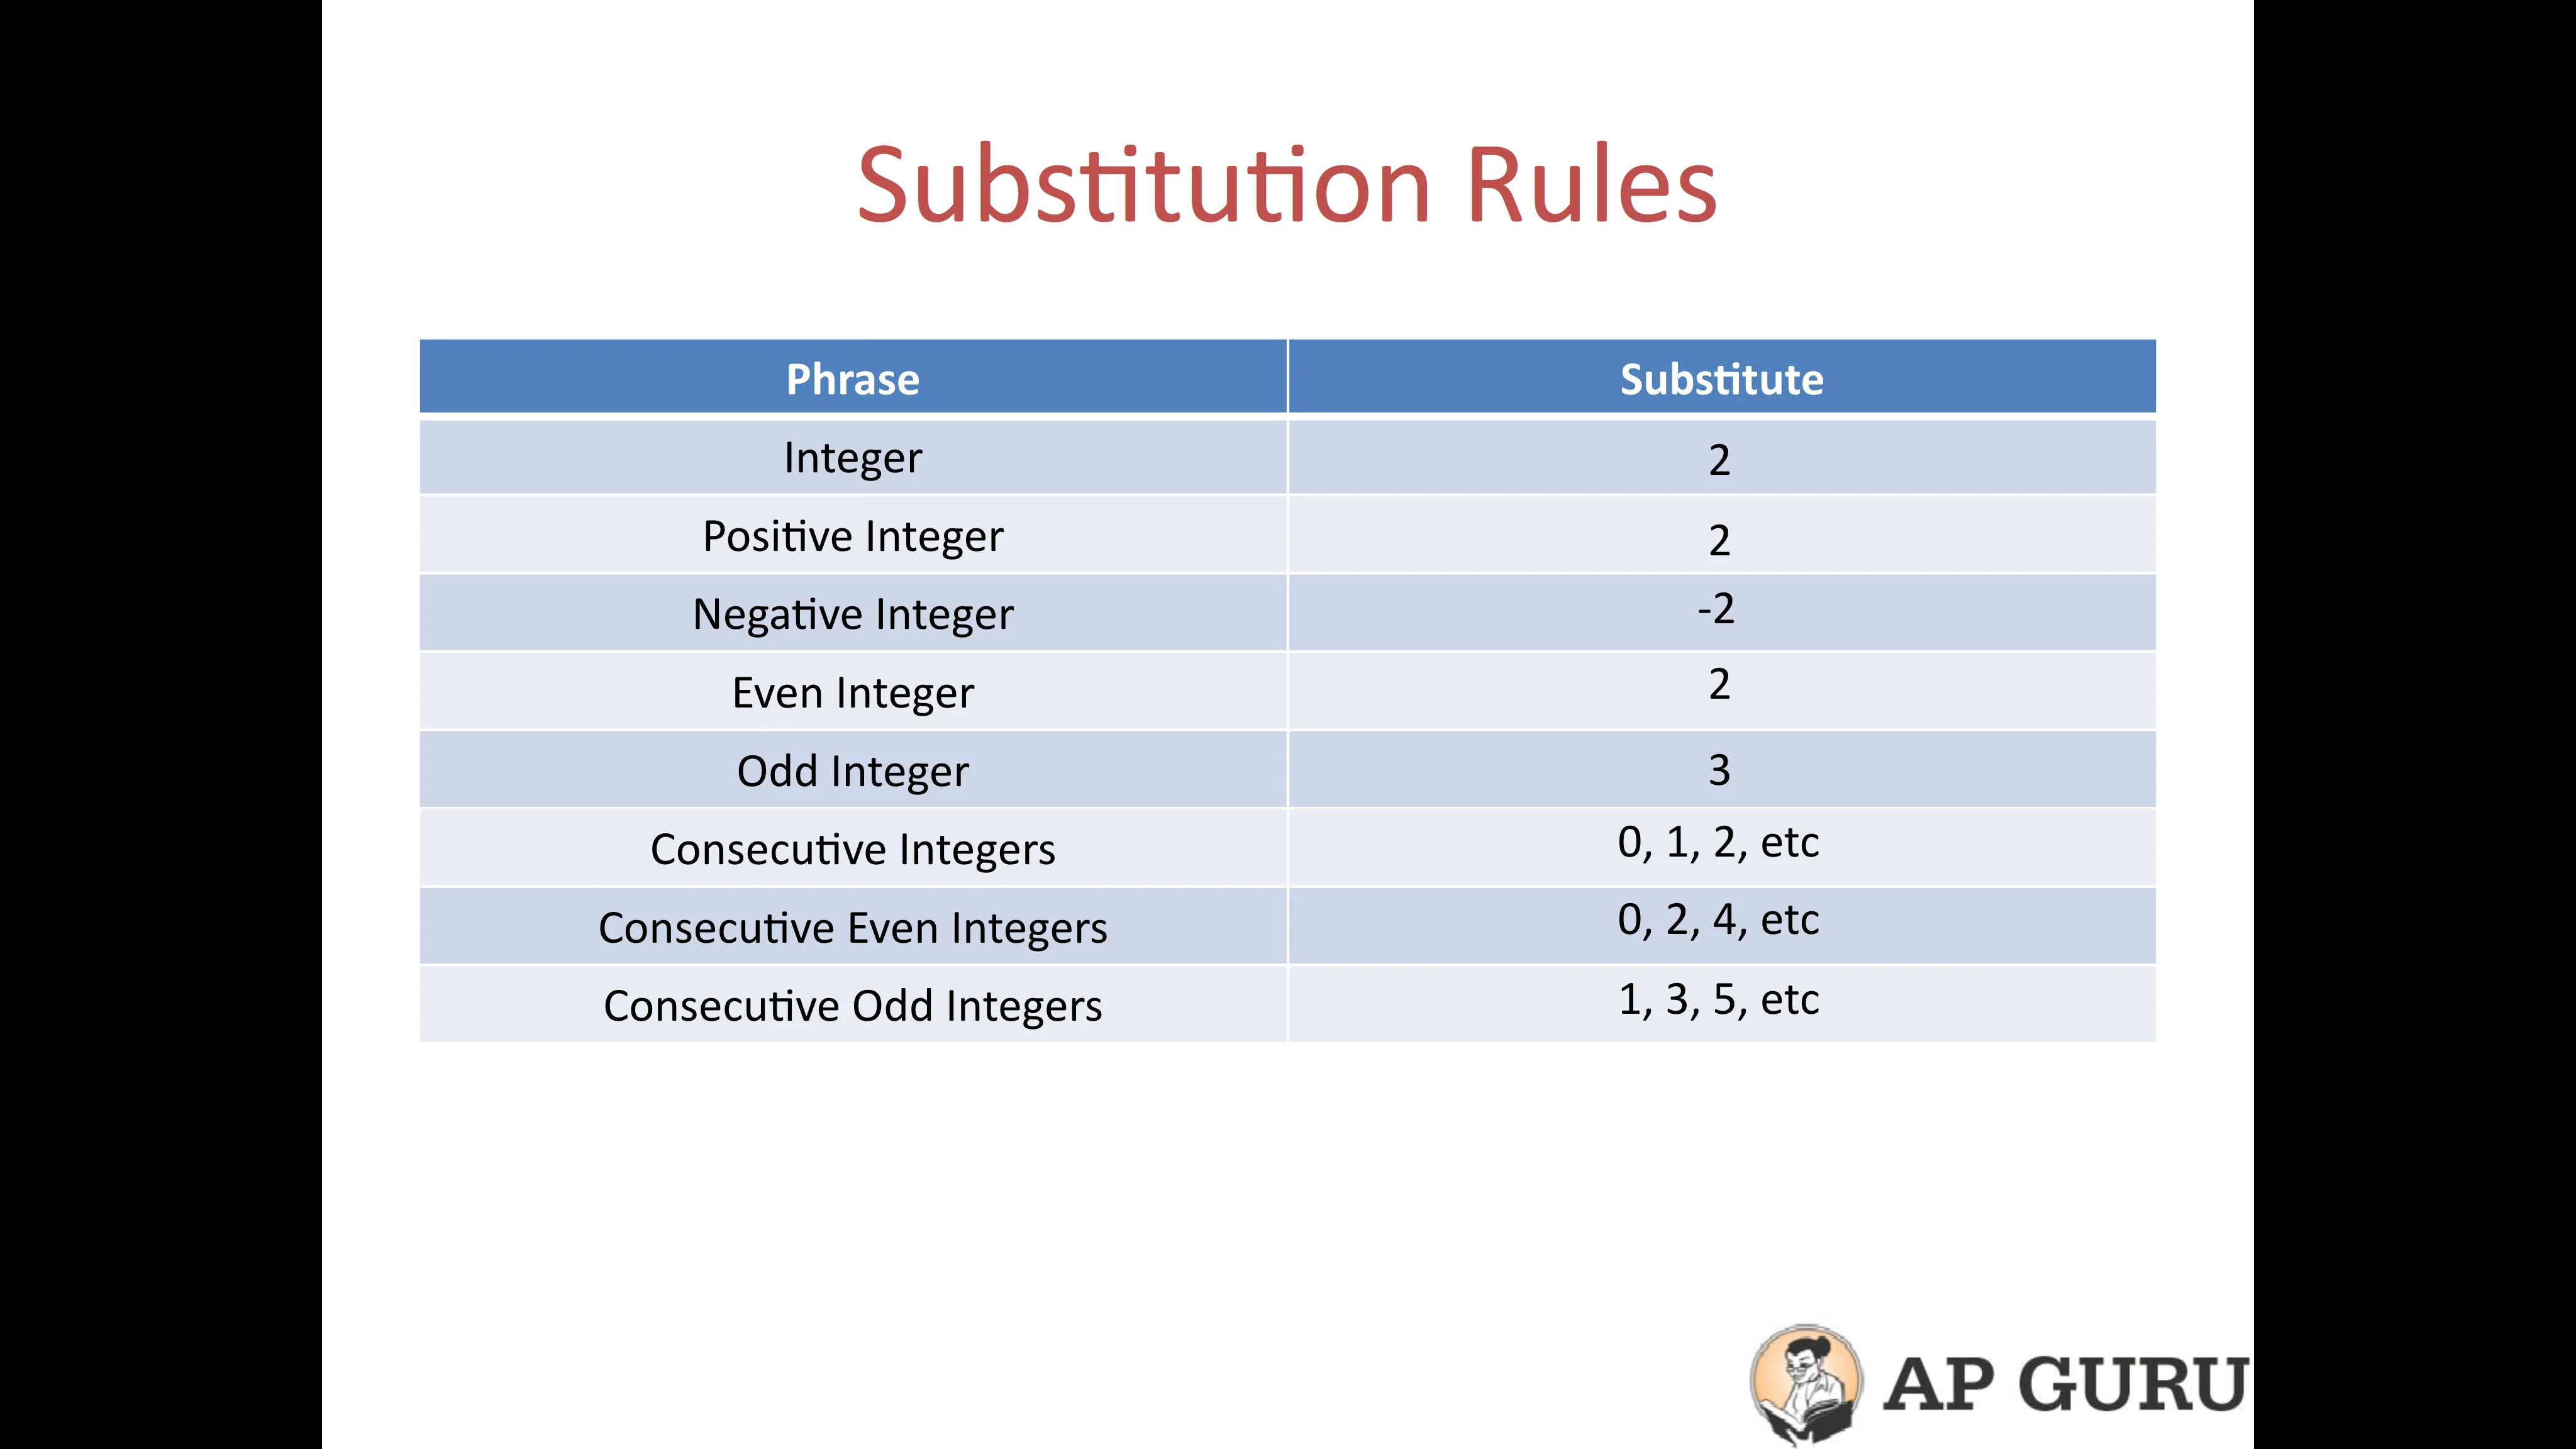 Substitution Rules
Phrase Substitute
Integer 2
Positive Integer 2
Negative Integer -2
Even Integer 2
Odd Integer 3
Consecutive Integers 0, 1, 2, etc
Consecutive Even Integers 0, 2, 4, etc
Consecutive Odd Integers 1, 3, 5, etc
AP GURU